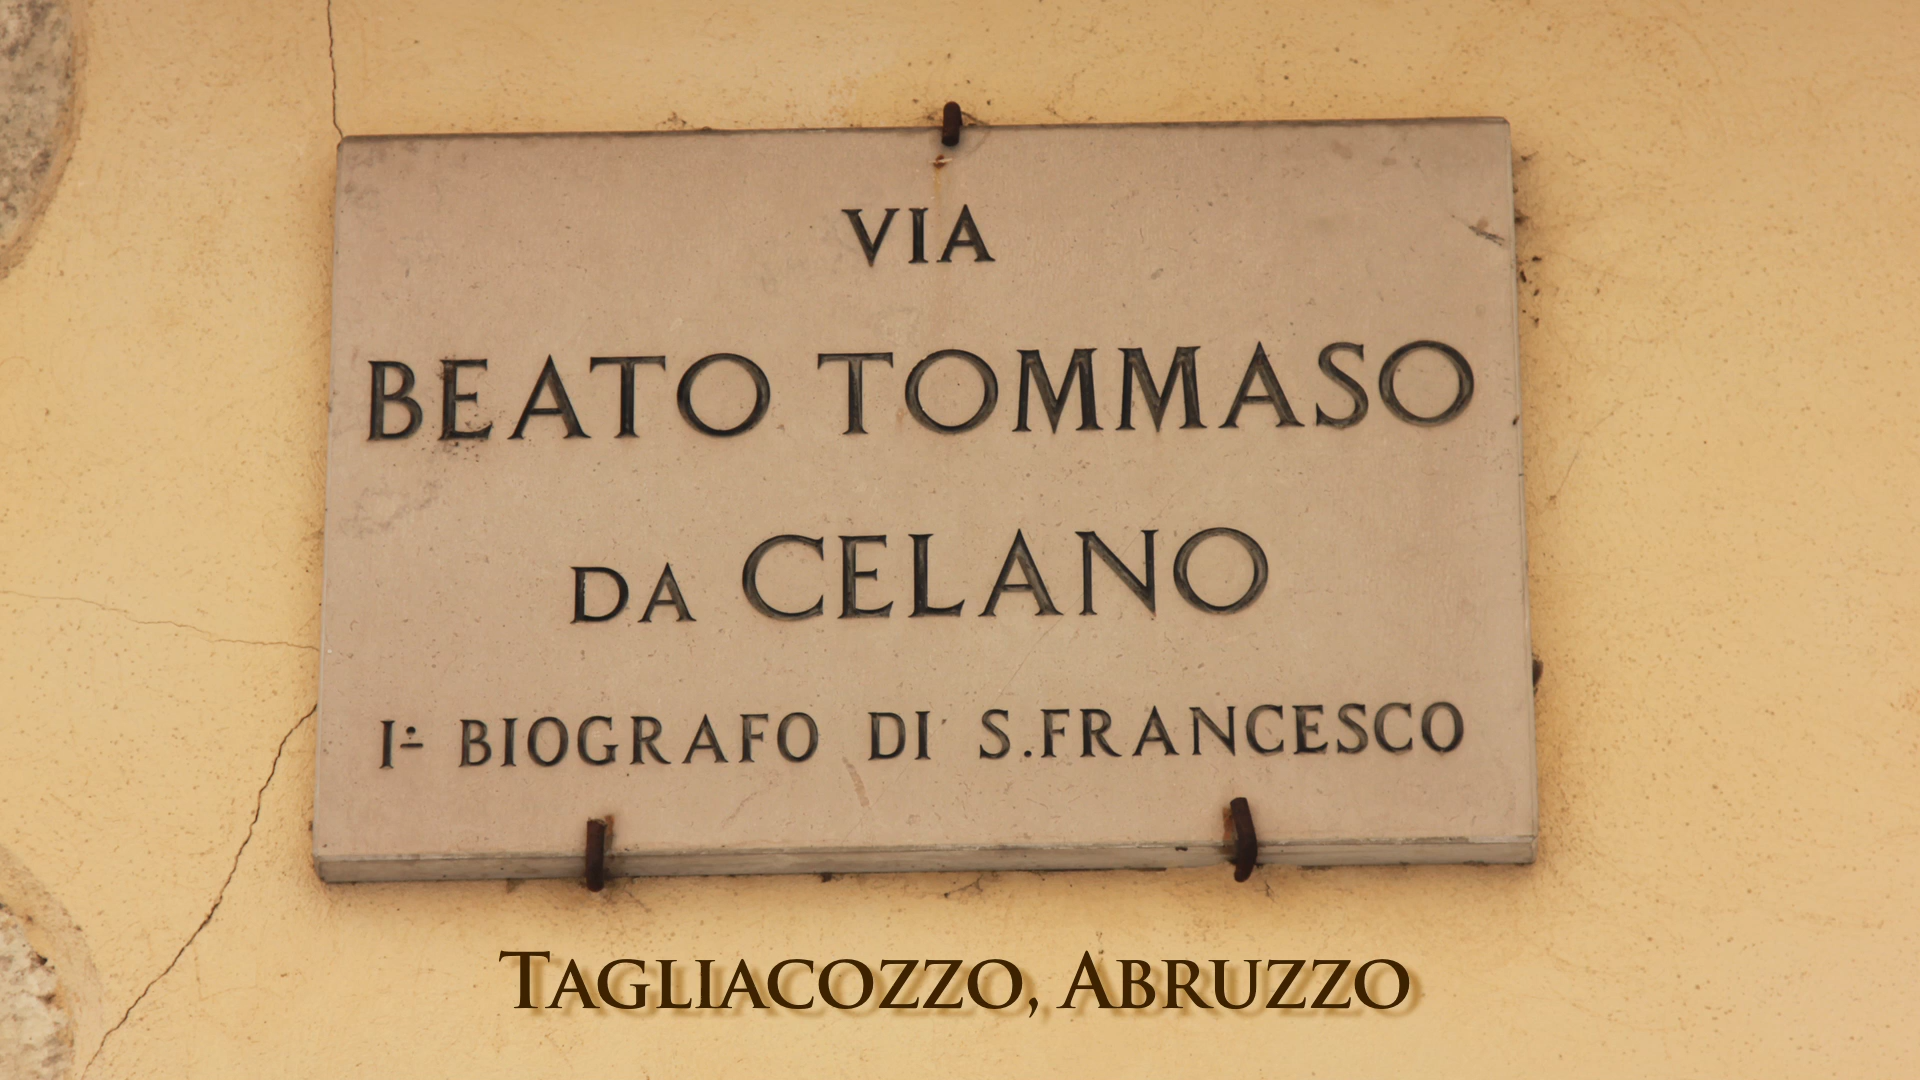 VIA
BEATO TOMMASO
DA CELANO
I° BIOGRAFO DI S.FRANCESCO
TAGLIACOZZO, ABRUZZO